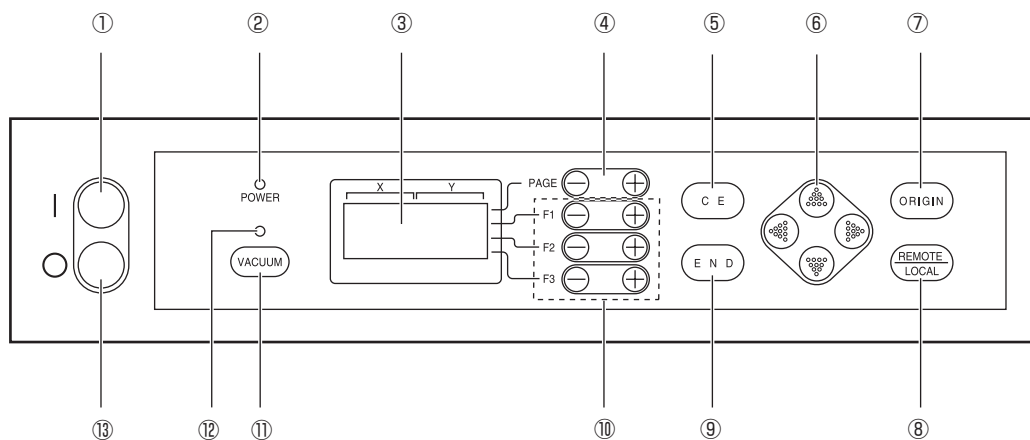 ① ② ③ ④ ⑤ ⑥ ⑦
X Y
POWER
PAGE
F1
F2
F3
C E
ORIGIN
VACUUM
E N D
REMOTE
LOCAL
⑬ ⑫ ⑪ ⑩ ⑨ ⑧